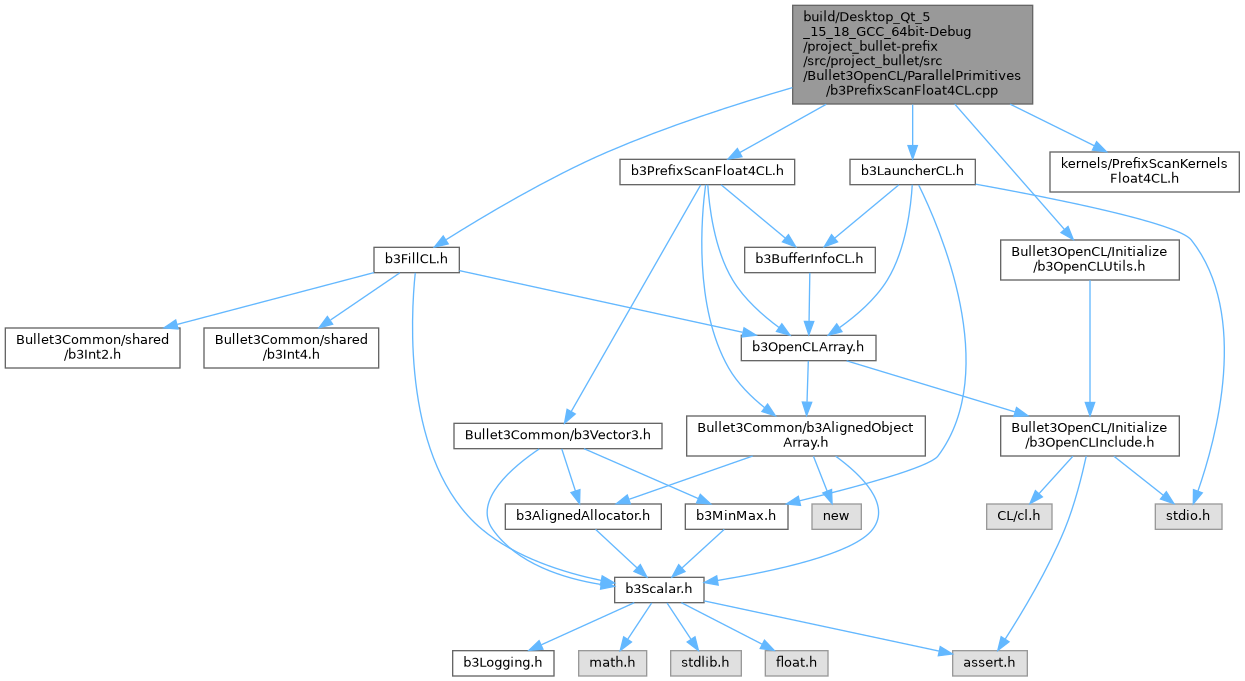 build/Desktop_Qt_5
_15_18_GCC_64bit-Debug
/project_bullet-prefix
/src/project_bullet/src
/Bullet3OpenCL/ParallelPrimitives
/b3PrefixScanFloat4CL.cpp
b3PrefixScanFloat4CL.h
b3LauncherCL.h
kernels/PrefixScanKernels
Float4CL.h
b3FillCL.h
b3BufferInfoCL.h
Bullet3OpenCL/Initialize
/b3OpenCLUtils.h
Bullet3Common/shared
/b3Int2.h
Bullet3Common/shared
/b3Int4.h
b3OpenCLArray.h
Bullet3Common/b3Vector3.h
Bullet3Common/b3AlignedObject
Array.h
Bullet3OpenCL/Initialize
/b3OpenCLInclude.h
b3AlignedAllocator.h
b3MinMax.h
new
CL/cl.h
stdio.h
b3Scalar.h
b3Logging.h
math.h
stdlib.h
float.h
assert.h